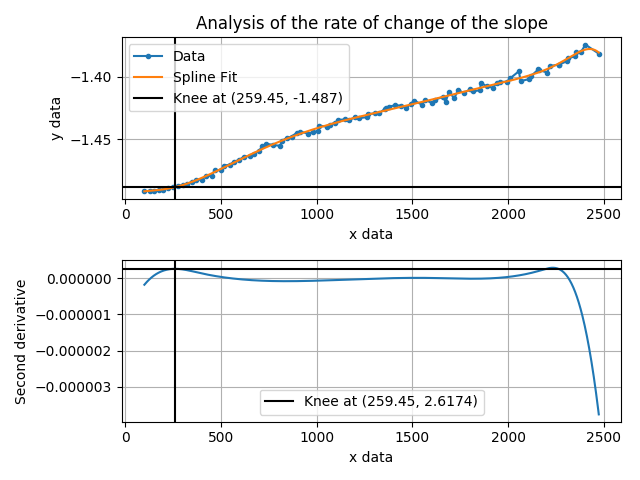 Analysis of the rate of change of the slope
Data
Spline Fit
Knee at (259.45, -1.487)
y data
−1.40
−1.45
0 500 1000 1500 2000 2500
x data
Second derivative
0.000000
−0.000001
−0.000002
−0.000003
Knee at (259.45, 2.6174)
0 500 1000 1500 2000 2500
x data